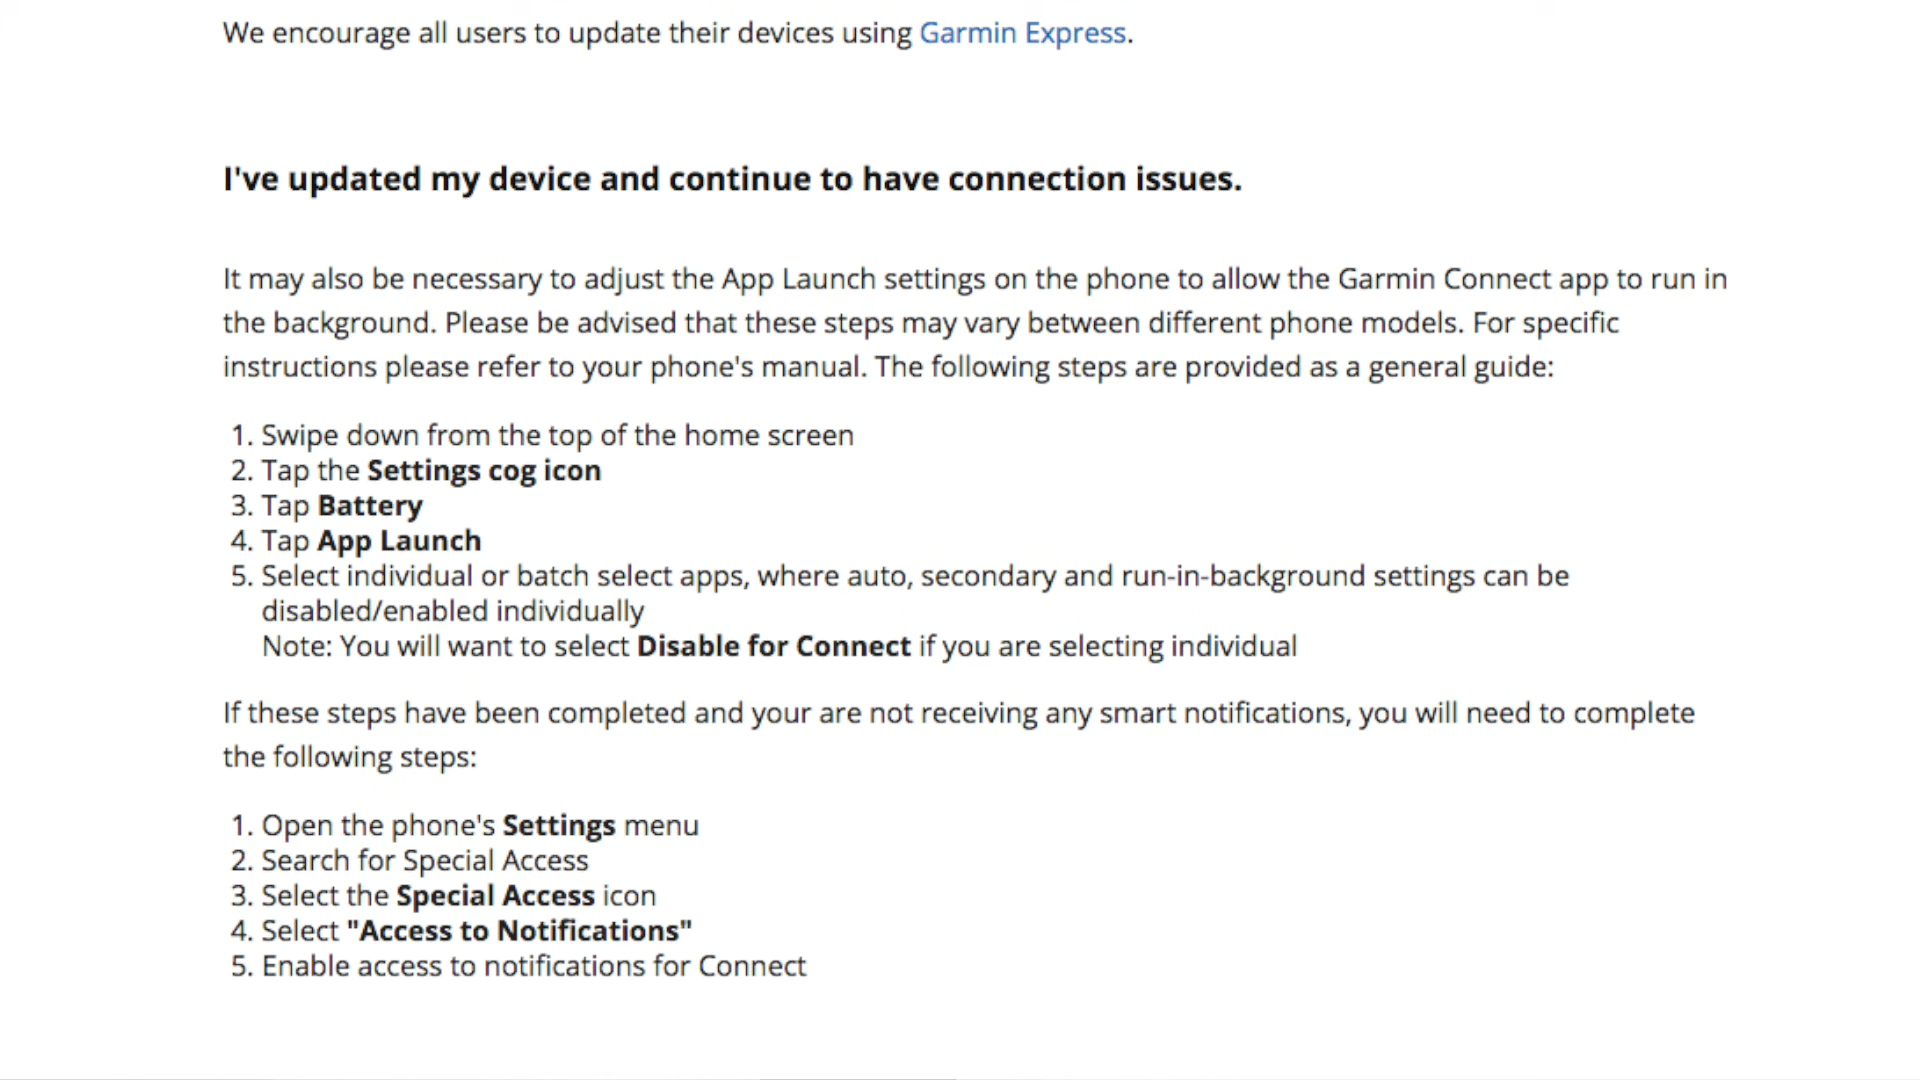 We encourage all users to update their devices using Garmin Express.
I've updated my device and continue to have connection issues.
It may also be necessary to adjust the App Launch settings on the phone to allow the Garmin Connect app to run in
the background. Please be advised that these steps may vary between different phone models. For specific
instructions please refer to your phone's manual. The following steps are provided as a general guide:
1. Swipe down from the top of the home screen
2. Tap the Settings cog icon
3. Tap Battery
4. Tap App Launch
5. Select individual or batch select apps, where auto, secondary and run-in-background settings can be
disabled/enabled individually
Note: You will want to select Disable for Connect if you are selecting individual
If these steps have been completed and your are not receiving any smart notifications, you will need to complete
the following steps:
1. Open the phone's Settings menu
2. Search for Special Access
3. Select the Special Access icon
4. Select "Access to Notifications"
5. Enable access to notifications for Connect